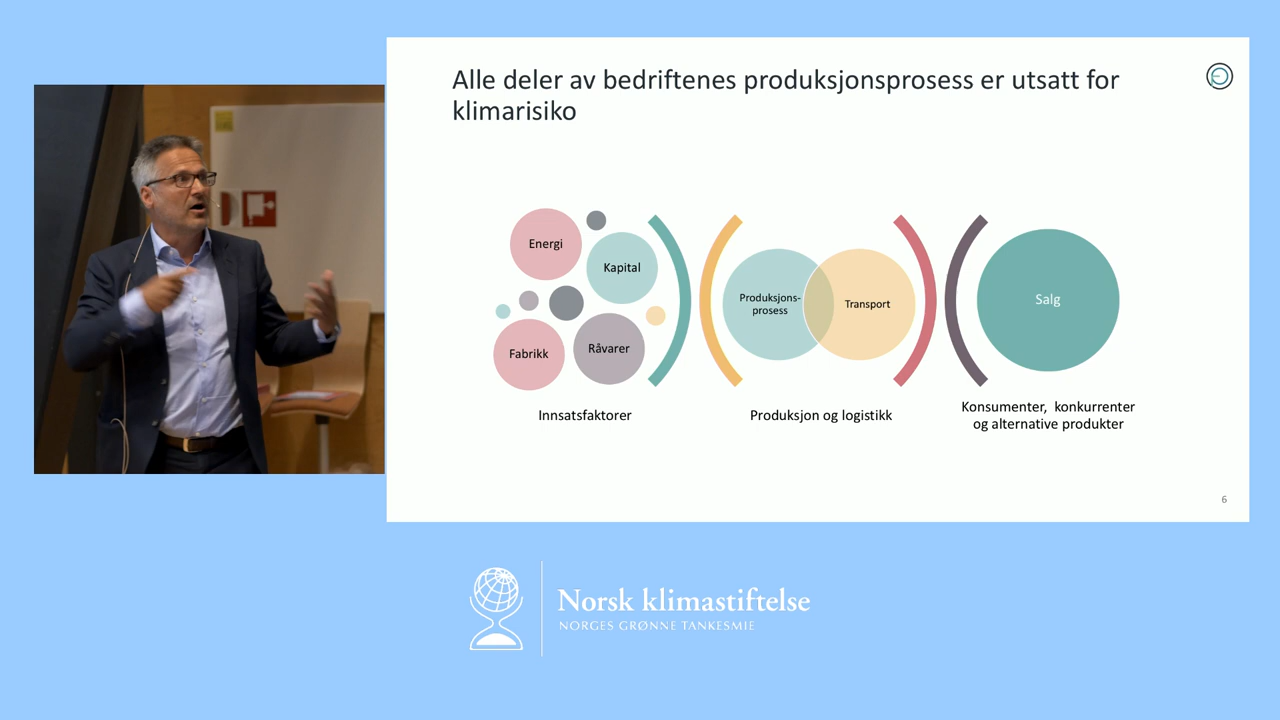 Alle deler av bedriftenes produksjonsprosess er utsatt for
klimarisiko
Energi
Kapital
Fabrikk
Råvarer
Innsatsfaktorer
Produksjons-
prosess
Transport
Produksjon og logistikk
Salg
Konsumenter,  konkurrenter
og alternative produkter
6
Norsk klimastiftelse
NORGES GRØNNE TANKESMIE